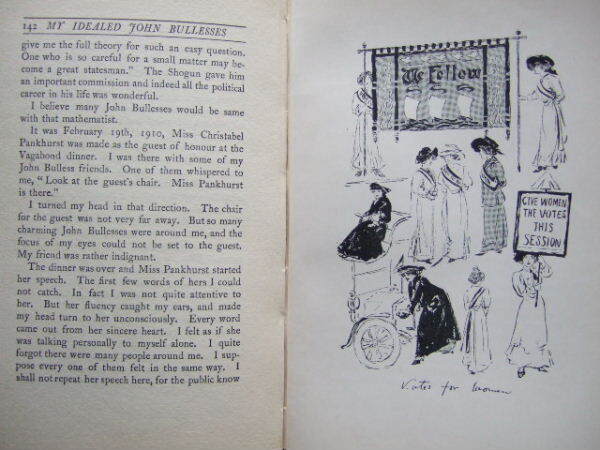 142 MY IDEALED JOHN BULLESSES
give me the full theory for such an easy question.
One who is so careful for a small matter may be-
come a great statesman." The Shogun gave him
an important commission and indeed all the political
career in his life was wonderful.
I believe many John Bullesses would be same
with that mathematist.
It was February 19th, 1910, Miss Christabel
Pankhurst was made as the guest of honour at the
Vagabond dinner. I was there with some of my
John Bulless friends. One of them whispered to
me, "Look at the guest's chair. Miss Pankhurst
is there."
I turned my head in that direction. The chair
for the guest was not very far away. But so many
charming John Bullesses were around me, and the
focus of my eyes could not be set to the guest.
My friend was rather indignant.
The dinner was over and Miss Pankhurst started
her speech. The first few words of hers I could
not catch. In fact I was not quite attentive to
her. But her fluency caught my ears, and made
my head turn to her unconsciously. Every word
came out from her sincere heart. I felt as if she
was talking personally to myself alone. I quite
forgot there were many people around me. I sup-
pose every one of them felt in the same way. I
shall not repeat her speech here, for the public know
We Follow
GIVE WOMEN
THE VOTES
THIS
SESSION
Votes for women